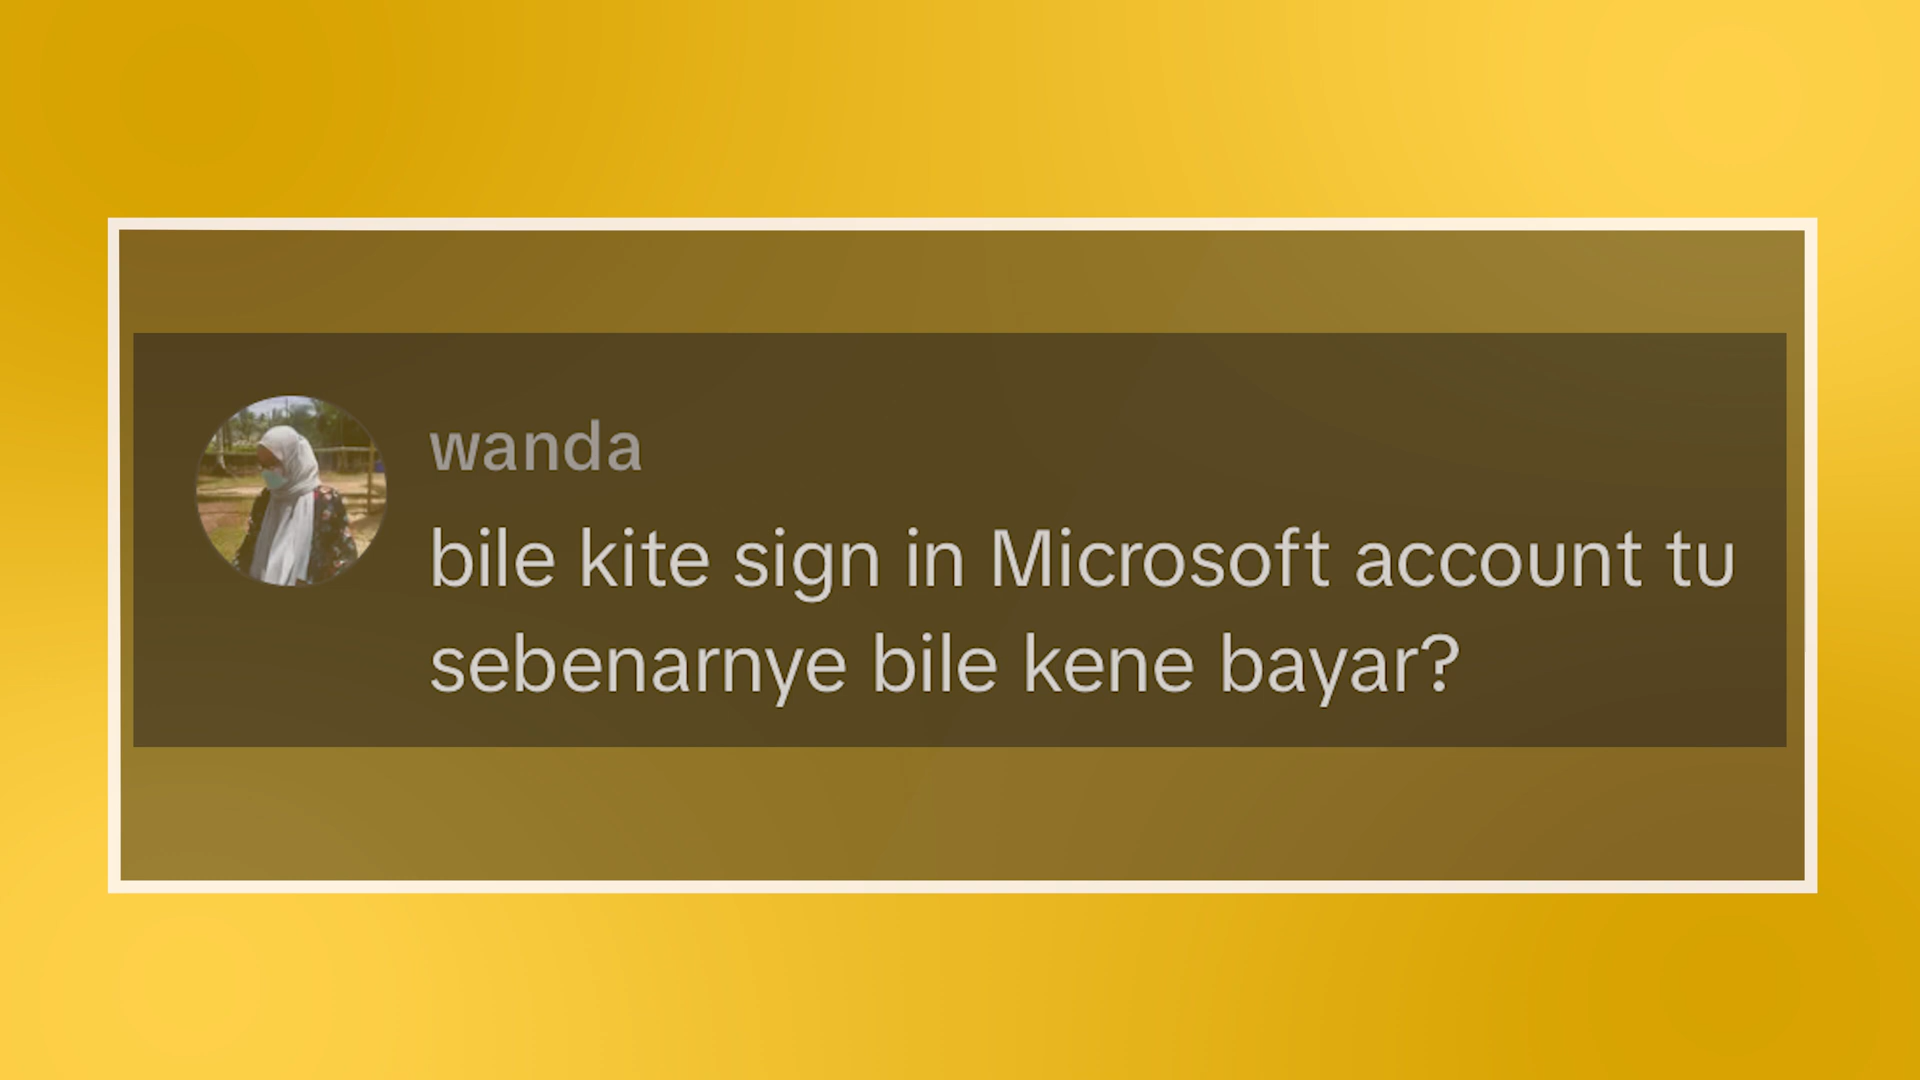 wanda
bile kite sign in Microsoft account tu
sebenarnye bile kene bayar?